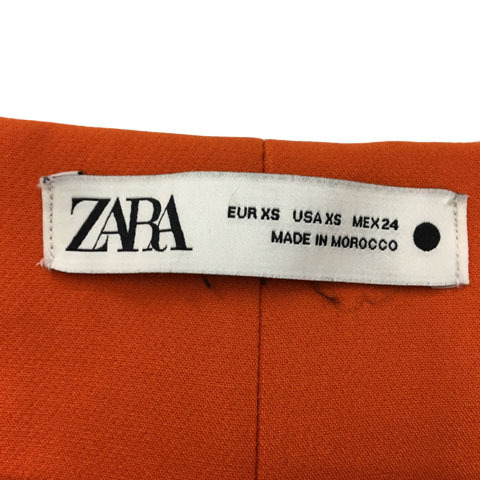 ZARA
EUR XS USA XS MEX 24
MADE IN MOROCCO